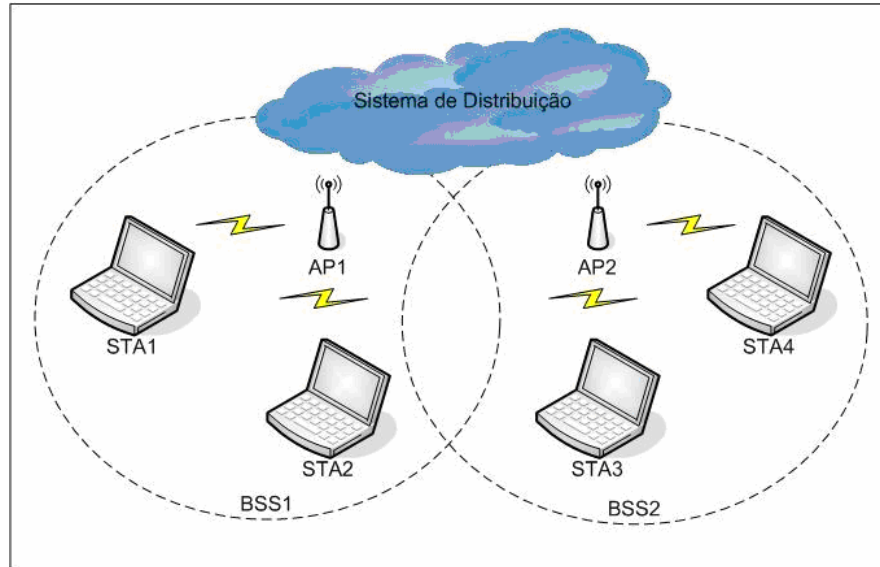 Sistema de Distribuição
AP1
AP2
STA1
STA4
STA2
STA3
BSS1
BSS2